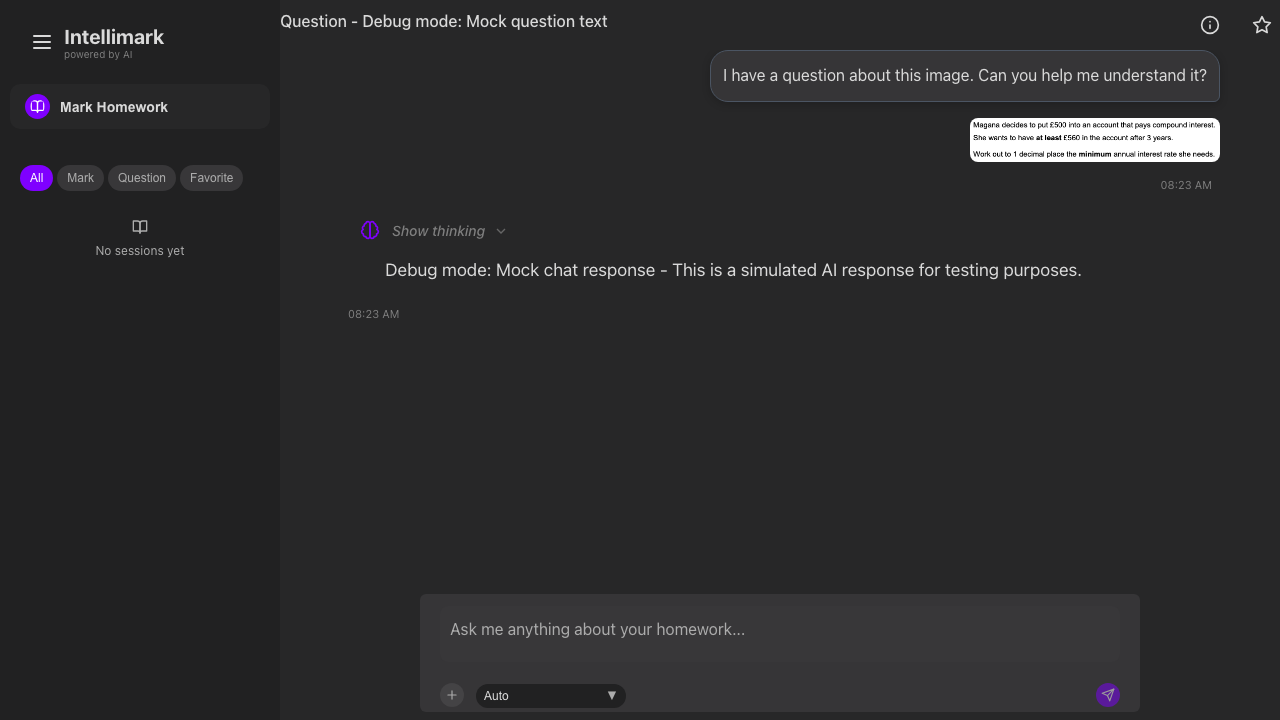 Intellimark
powered by AI
Mark Homework
All
Mark
Question
Favorite
No sessions yet
Question - Debug mode: Mock question text
I have a question about this image. Can you help me understand it?
Magana decides to put £500 into an account that pays compound interest.
She wants to have at least £560 in the account after 3 years.
Work out to 1 decimal place the minimum annual interest rate she needs.
08:23 AM
Show thinking
Debug mode: Mock chat response - This is a simulated AI response for testing purposes.
08:23 AM
Ask me anything about your homework...
Auto